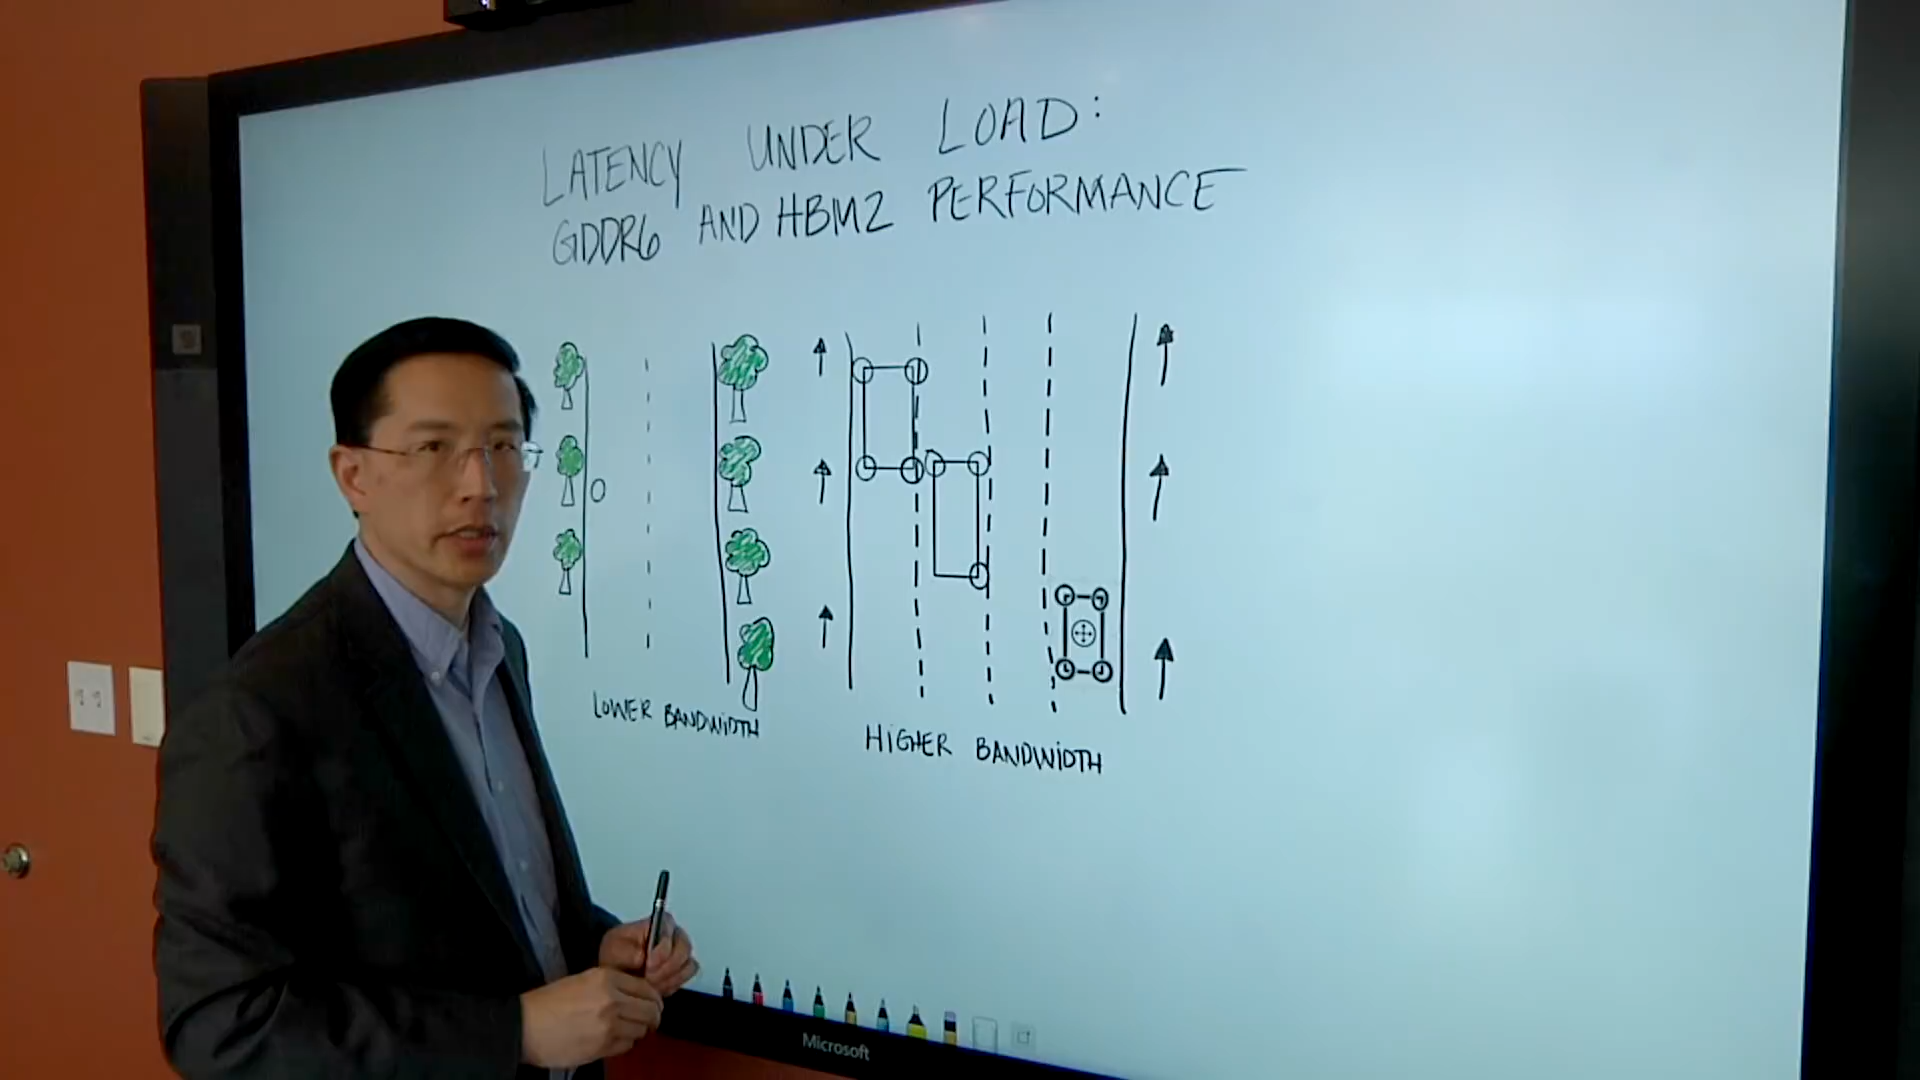 LATENCY UNDER LOAD:
GDDR6 AND HBM2 PERFORMANCE
LOWER BANDWIDTH
HIGHER BANDWIDTH
Microsoft